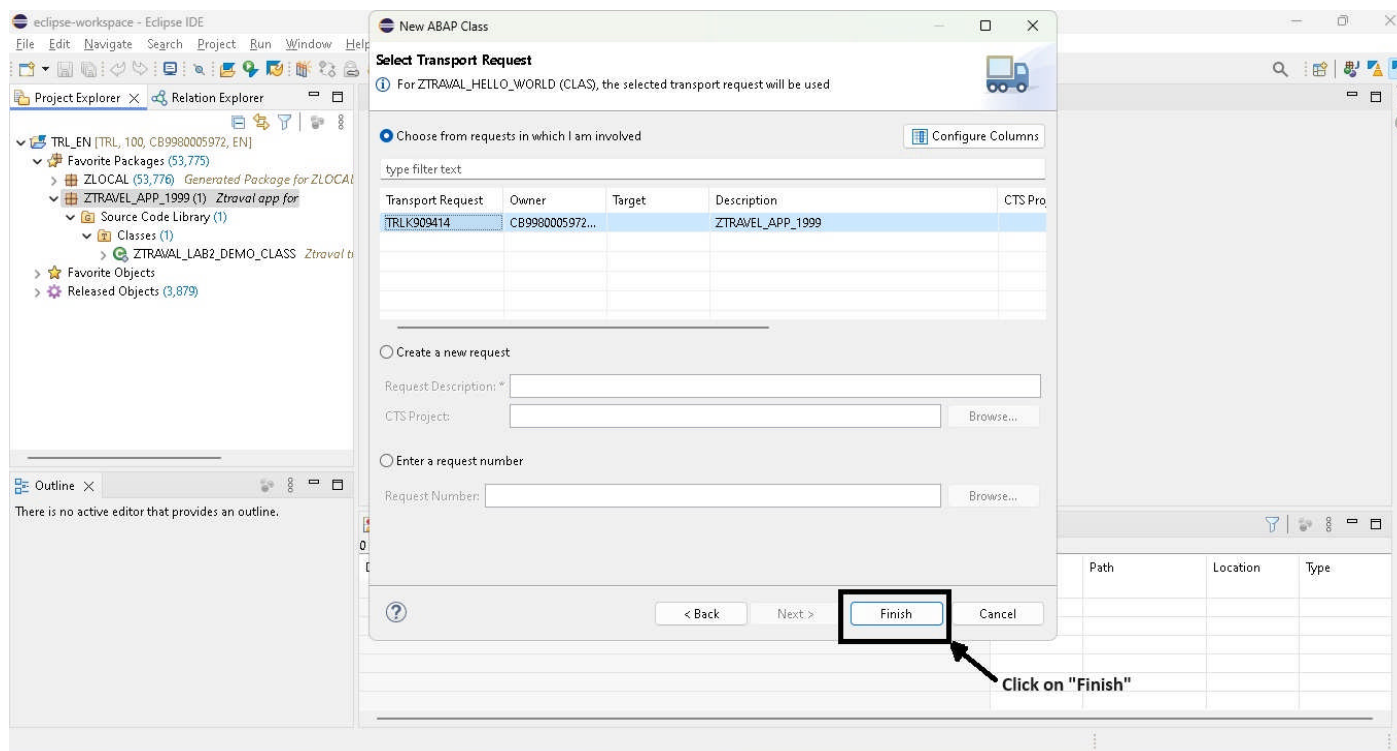 eclipse-workspace - Eclipse IDE
File Edit Navigate Search Project Run Window Help
Project Explorer
Relation Explorer
TRL_EN [TRL, 100, CB9980005972, EN]
Favorite Packages (53,775)
ZLOCAL (53,776) Generated Package for ZLOCAL
ZTRAVEL_APP_1999 (1) Ztraval app for
Source Code Library (1)
Classes (1)
ZTRAVAL_LAB2_DEMO_CLASS Ztraval t
Favorite Objects
Released Objects (3,879)
Outline
There is no active editor that provides an outline.
New ABAP Class
Select Transport Request
For ZTRAVAL_HELLO_WORLD (CLAS), the selected transport request will be used
Choose from requests in which I am involved
Configure Columns
type filter text
Transport Request Owner Target Description CTS Proj
TRLK909414 CB9980005972... ZTRAVEL_APP_1999
Create a new request
Request Description: *
CTS Project: Browse...
Enter a request number
Request Number: Browse...
0
Path Location Type
< Back Next > Finish Cancel
Click on "Finish"